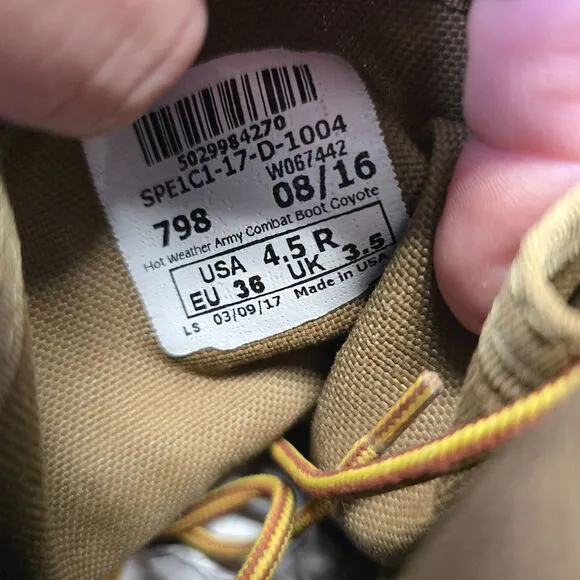 5029984270
SPE1C1-17-D-1004
W067442
798 08/16
Hot Weather Army Combat Boot Coyote
USA 4.5 R
EU 36 UK 3.5
LS 03/09/17 Made in USA